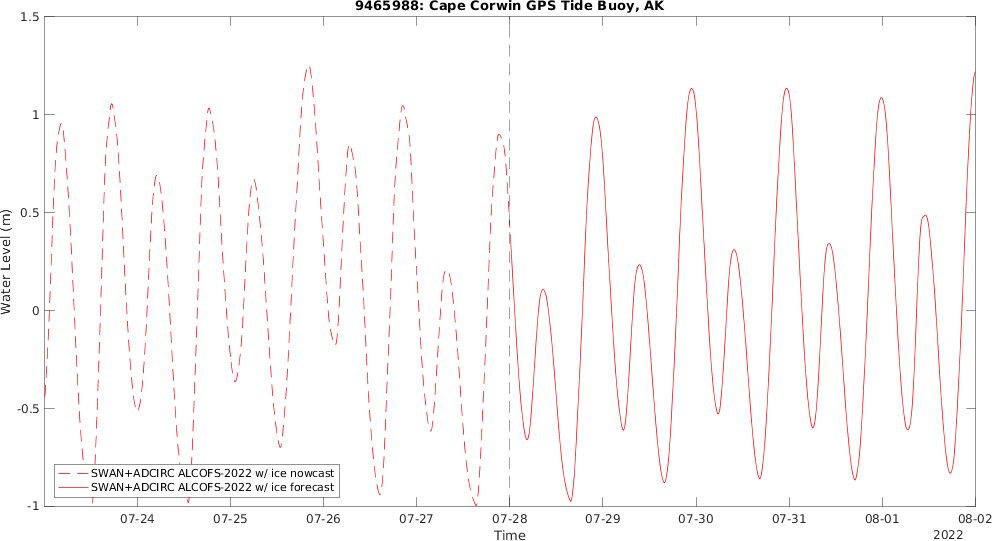 9465988: Cape Corwin GPS Tide Buoy, AK
1.5
1
0.5
0
-0.5
-1
Water Level (m)
SWAN+ADCIRC ALCOFS-2022 w/ ice nowcast
SWAN+ADCIRC ALCOFS-2022 w/ ice forecast
07-24 07-25 07-26 07-27 07-28 07-29 07-30 07-31 08-01 08-02
Time
2022